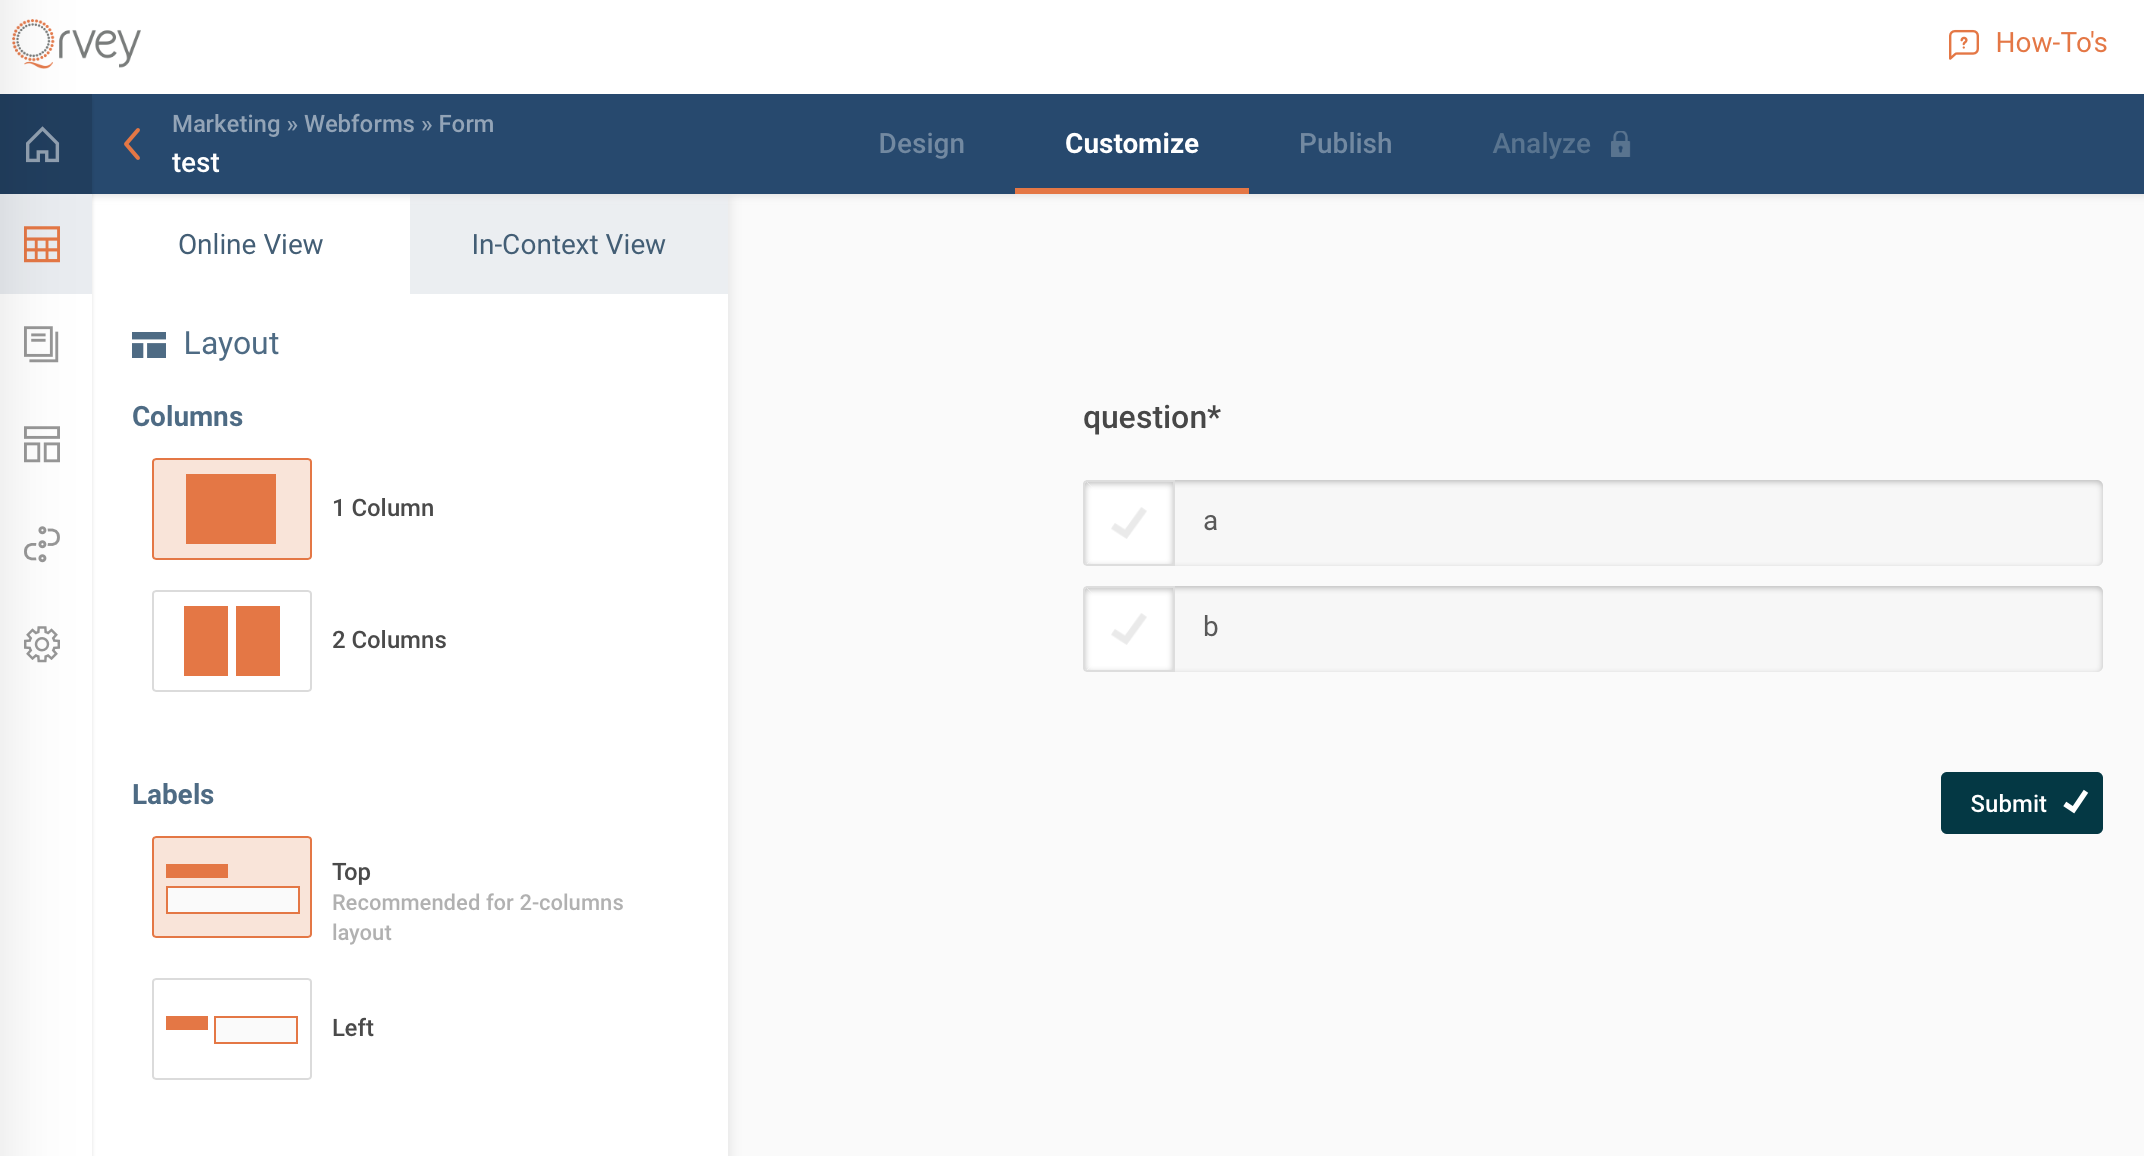 Qrvey
How-To's
Marketing » Webforms » Form
test
Design
Customize
Publish
Analyze
Online View
In-Context View
Layout
Columns
1 Column
2 Columns
Labels
Top
Recommended for 2-columns
layout
Left
question*
a
b
Submit